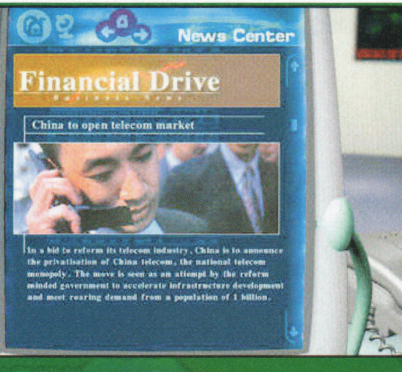 News Center
Financial Drive
Business News
China to open telecom market
In a bid to reform its telecom industry, China is to announce
the privatisation of China telecom, the national telecom
monopoly. The move is seen as an attempt by the reform
minded government to accelerate infrastructure development
and meet roaring demand from a population of 1 billion.